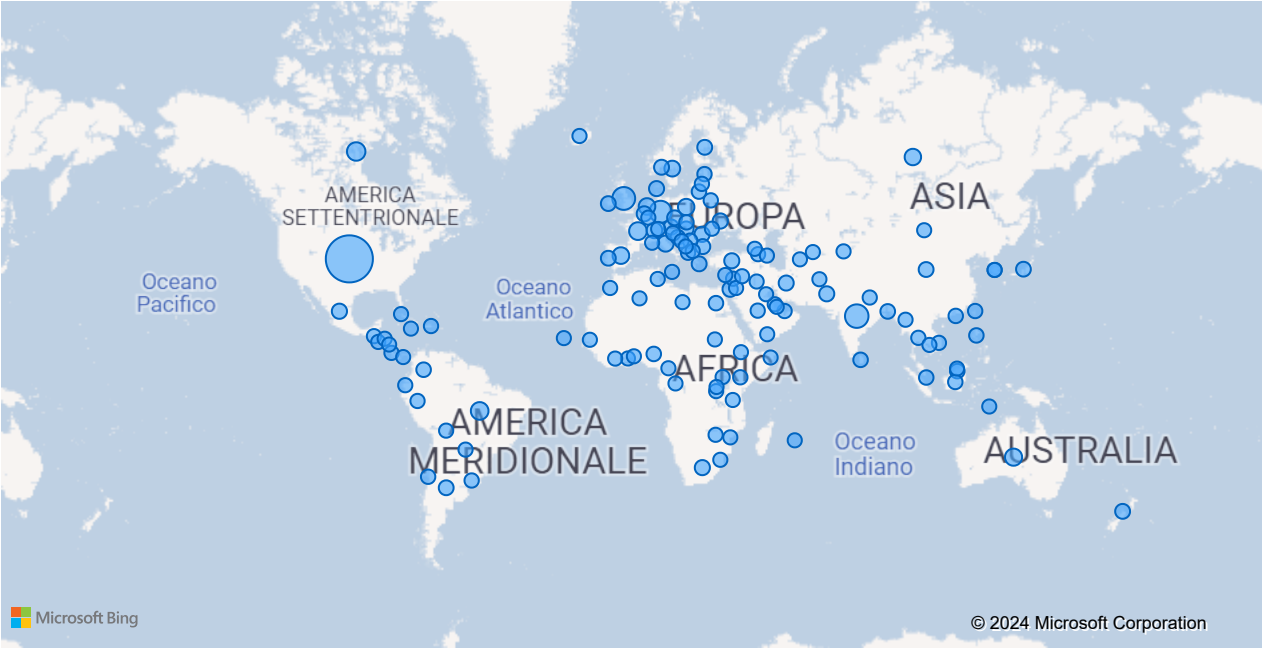 ASIA
AMERICA
SETTENTRIONALE
EUROPA
Oceano
Pacifico
Oceano
Atlantico
AFRICA
AMERICA
MERIDIONALE
Oceano
Indiano
AUSTRALIA
Microsoft Bing
© 2024 Microsoft Corporation